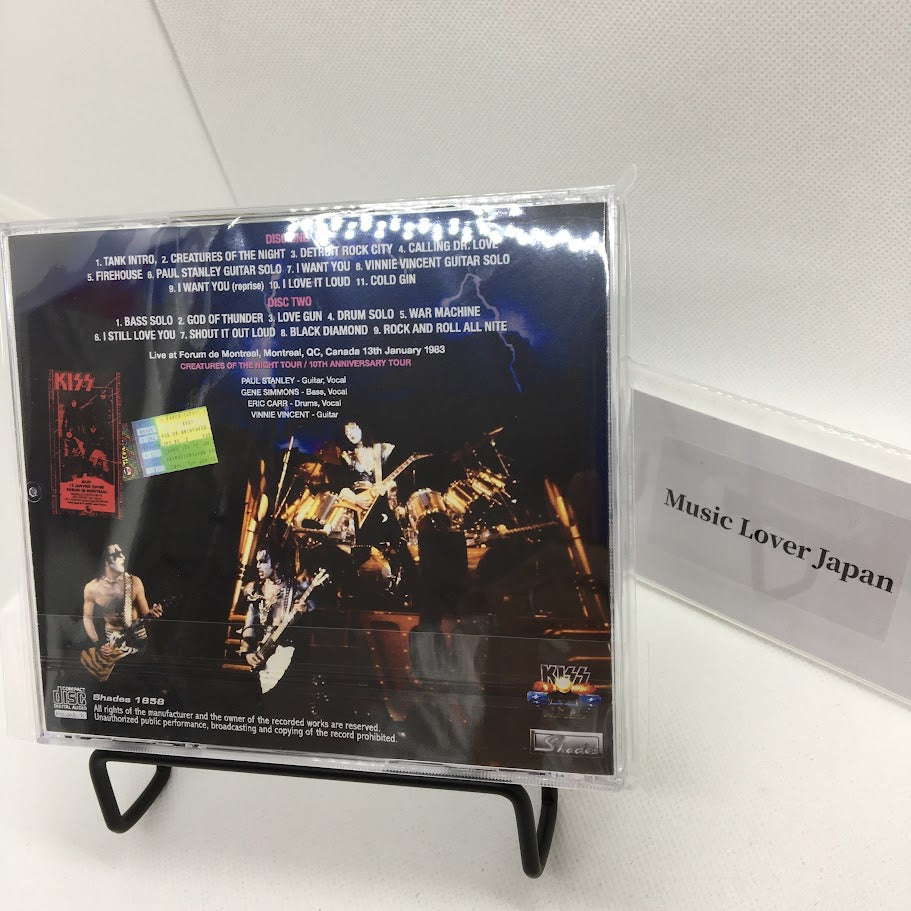 DISC ONE
1. TANK INTRO, 2. CREATURES OF THE NIGHT 3. DETROIT ROCK CITY 4. CALLING DR. LOVE
5. FIREHOUSE 6. PAUL STANLEY GUITAR SOLO 7. I WANT YOU 8. VINNIE VINCENT GUITAR SOLO
9. I WANT YOU (reprise) 10. I LOVE IT LOUD 11. COLD GIN
DISC TWO
1. BASS SOLO 2. GOD OF THUNDER 3. LOVE GUN 4. DRUM SOLO 5. WAR MACHINE
6. I STILL LOVE YOU 7. SHOUT IT OUT LOUD 8. BLACK DIAMOND 9. ROCK AND ROLL ALL NITE
Live at Forum de Montreal, Montreal, QC, Canada 13th January 1983
CREATURES OF THE NIGHT TOUR / 10TH ANNIVERSARY TOUR
PAUL STANLEY - Guitar, Vocal
GENE SIMMONS - Bass, Vocal
ERIC CARR - Drums, Vocal
VINNIE VINCENT - Guitar
KISS
Music Lover Japan
KISS
COMPACT
disc
DIGITAL AUDIO
Shades 1838
All rights of the manufacturer and the owner of the recorded works are reserved.
Unauthorized public performance, broadcasting and copying of the record prohibited.
Shades